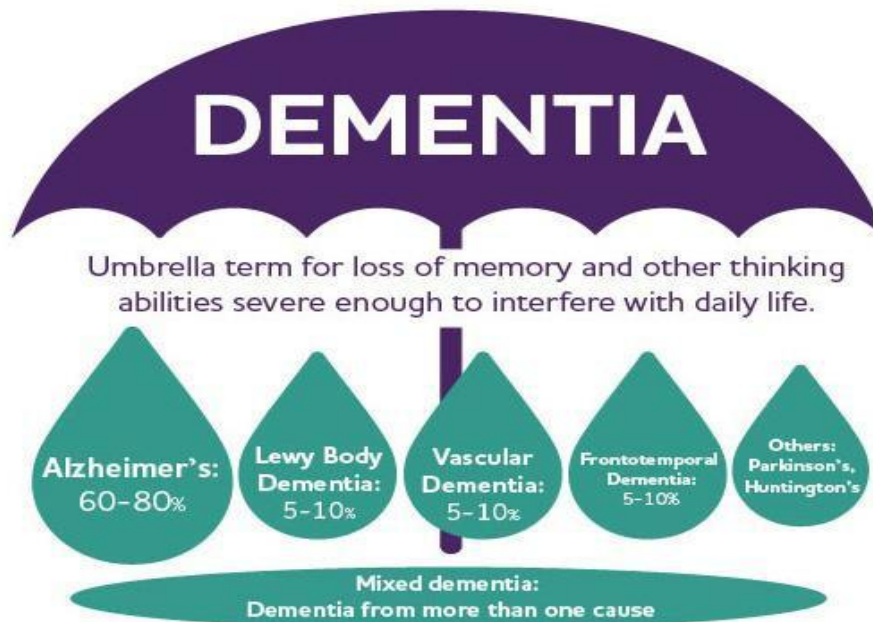 DEMENTIA
Umbrella term for loss of memory and other thinking
abilities severe enough to interfere with daily life.
Alzheimer's:
60-80%
Lewy Body
Dementia:
5-10%
Vascular
Dementia:
5-10%
Frontotemporal
Dementia:
5-10%
Others:
Parkinson's,
Huntington's
Mixed dementia:
Dementia from more than one cause